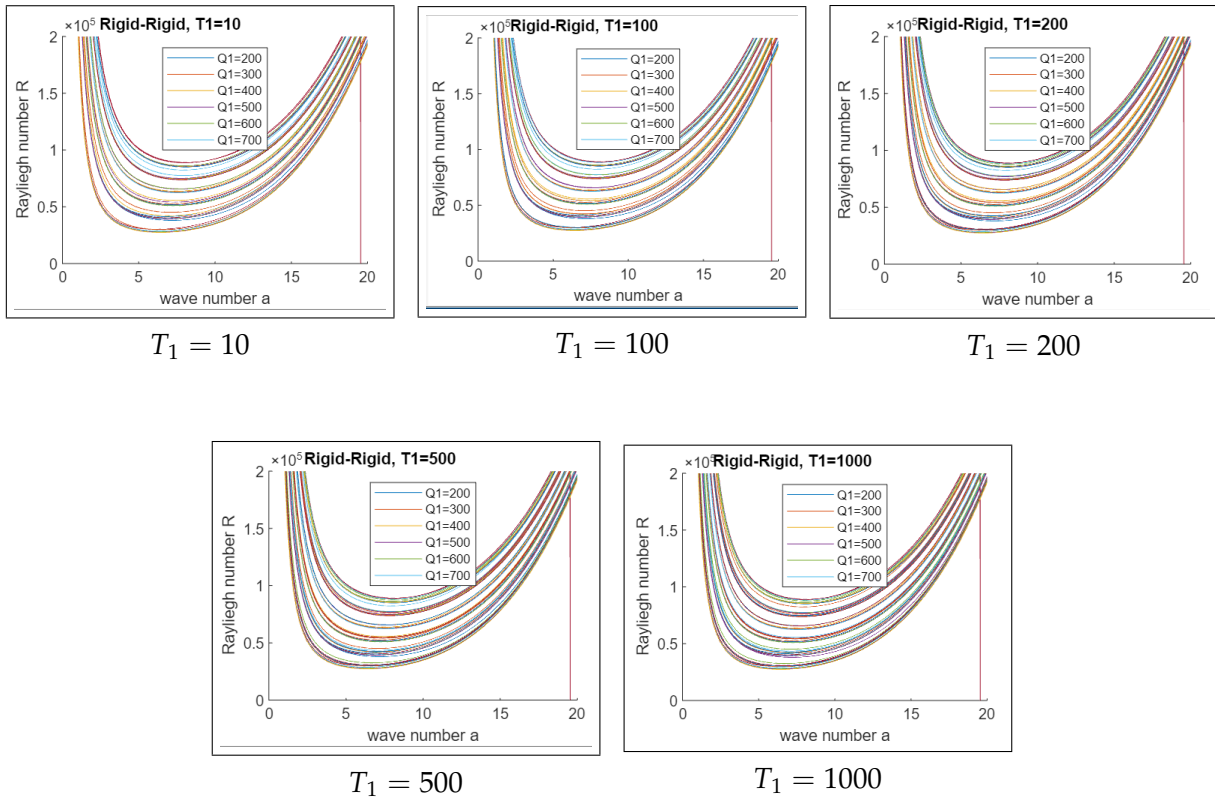 ×10⁵ Rigid-Rigid, T1=10
2
1.5
1
0.5
0
Rayliegh number R
Q1=200
Q1=300
Q1=400
Q1=500
Q1=600
Q1=700
0 5 10 15 20
wave number a
T₁ = 10
×10⁵ Rigid-Rigid, T1=100
2
1.5
1
0.5
0
Rayliegh number R
Q1=200
Q1=300
Q1=400
Q1=500
Q1=600
Q1=700
0 5 10 15 20
wave number a
T₁ = 100
×10⁵ Rigid-Rigid, T1=200
2
1.5
1
0.5
0
Rayliegh number R
Q1=200
Q1=300
Q1=400
Q1=500
Q1=600
Q1=700
0 5 10 15 20
wave number a
T₁ = 200
×10⁵ Rigid-Rigid, T1=500
2
1.5
1
0.5
0
Rayliegh number R
Q1=200
Q1=300
Q1=400
Q1=500
Q1=600
Q1=700
0 5 10 15 20
wave number a
T₁ = 500
×10⁵ Rigid-Rigid, T1=1000
2
1.5
1
0.5
0
Rayliegh number R
Q1=200
Q1=300
Q1=400
Q1=500
Q1=600
Q1=700
0 5 10 15 20
wave number a
T₁ = 1000